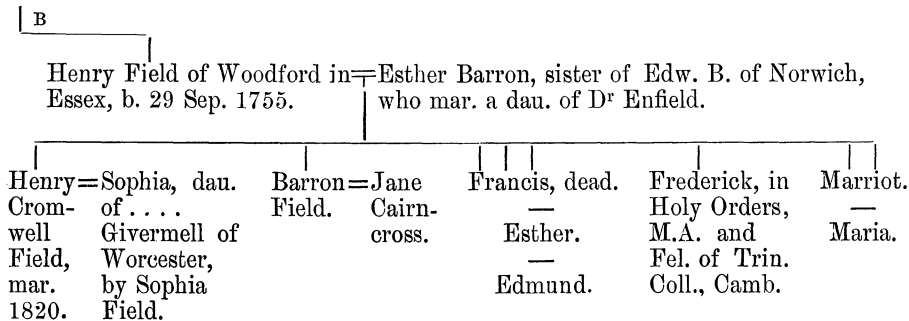 B
Henry Field of Woodford in=Esther Barron, sister of Edw. B. of Norwich,
Essex, b. 29 Sep. 1755.
who mar. a dau. of Dr Enfield.
Henry=Sophia, dau.
Crom- of....
well Givermell of
Field, Worcester,
mar. by Sophia
1820. Field.
Barron=Jane
Field. Cairn-
cross.
Francis, dead.
—
Esther.
—
Edmund.
Frederick, in
Holy Orders,
M.A. and
Fel. of Trin.
Coll., Camb.
Marriot.
—
Maria.